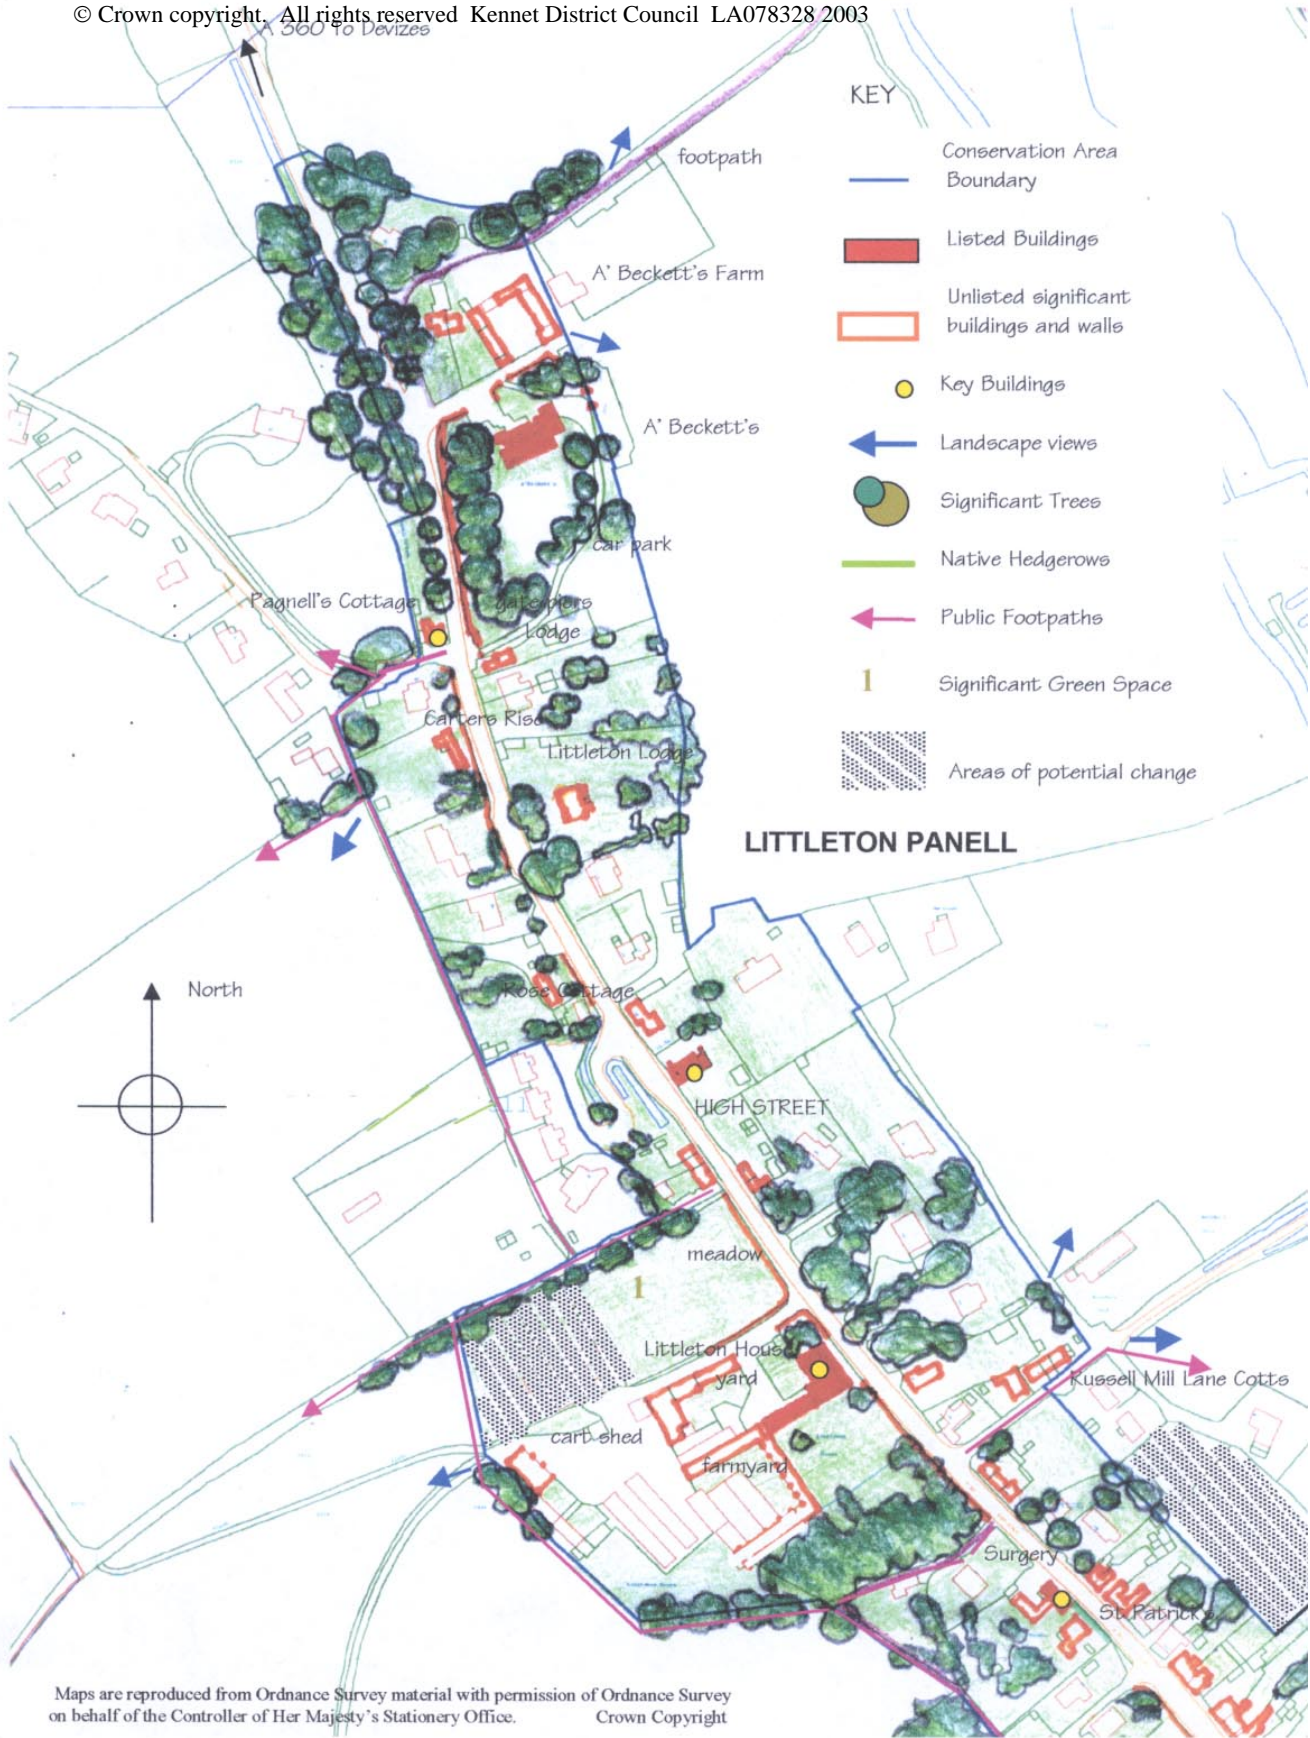 © Crown copyright. All rights reserved Kennet District Council LA078328 2003
A 360 to Devizes
KEY
footpath
Conservation Area
Boundary
Listed Buildings
A' Beckett's Farm
Unlisted significant
buildings and walls
Key Buildings
A' Beckett's
Landscape views
Significant Trees
car park
Native Hedgerows
Pagnell's Cottage
gatepiers
Lodge
Public Footpaths
Significant Green Space
1
Carters Rise
Littleton Lodge
Areas of potential change
LITTLETON PANELL
North
Rose Cottage
HIGH STREET
meadow
1
Littleton House
yard
Russell Mill Lane Cotts
cart shed
farmyard
Surgery
St. Patrick's
Maps are reproduced from Ordnance Survey material with permission of Ordnance Survey
on behalf of the Controller of Her Majesty's Stationery Office. Crown Copyright